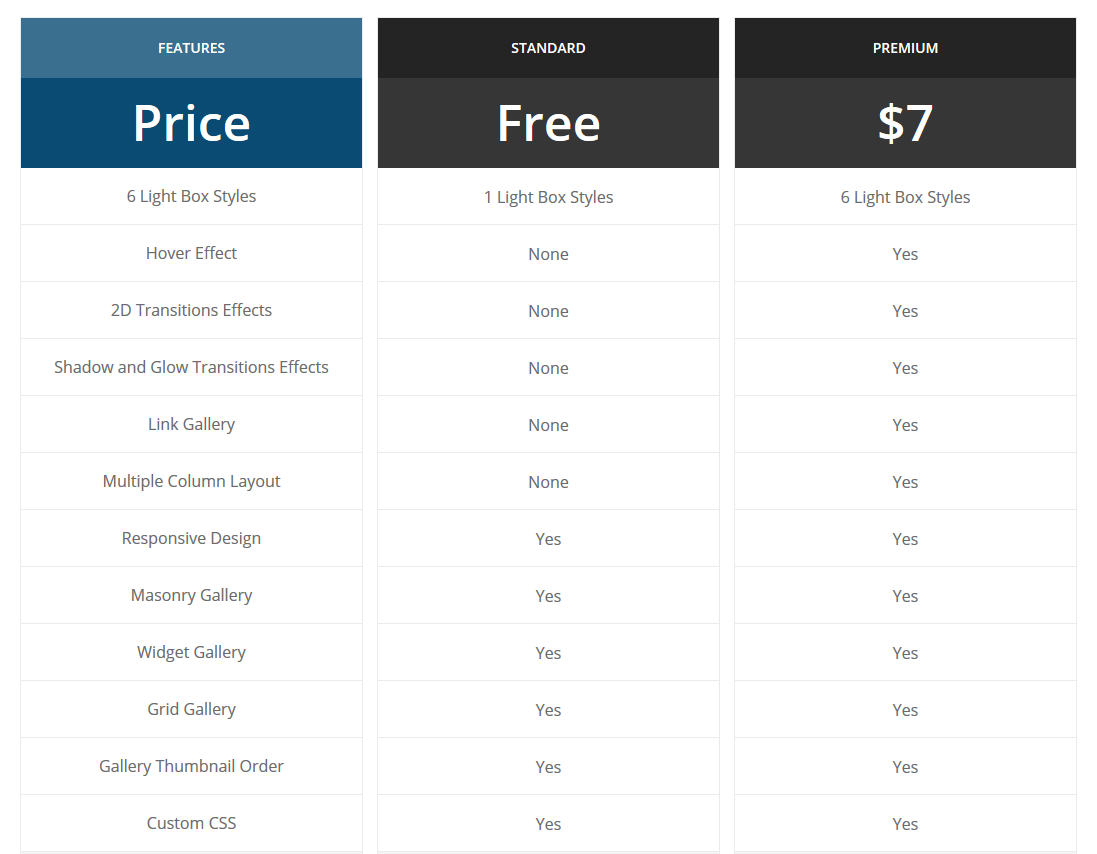 FEATURES STANDARD PREMIUM
Price Free $7
6 Light Box Styles 1 Light Box Styles 6 Light Box Styles
Hover Effect None Yes
2D Transitions Effects None Yes
Shadow and Glow Transitions Effects None Yes
Link Gallery None Yes
Multiple Column Layout None Yes
Responsive Design Yes Yes
Masonry Gallery Yes Yes
Widget Gallery Yes Yes
Grid Gallery Yes Yes
Gallery Thumbnail Order Yes Yes
Custom CSS Yes Yes